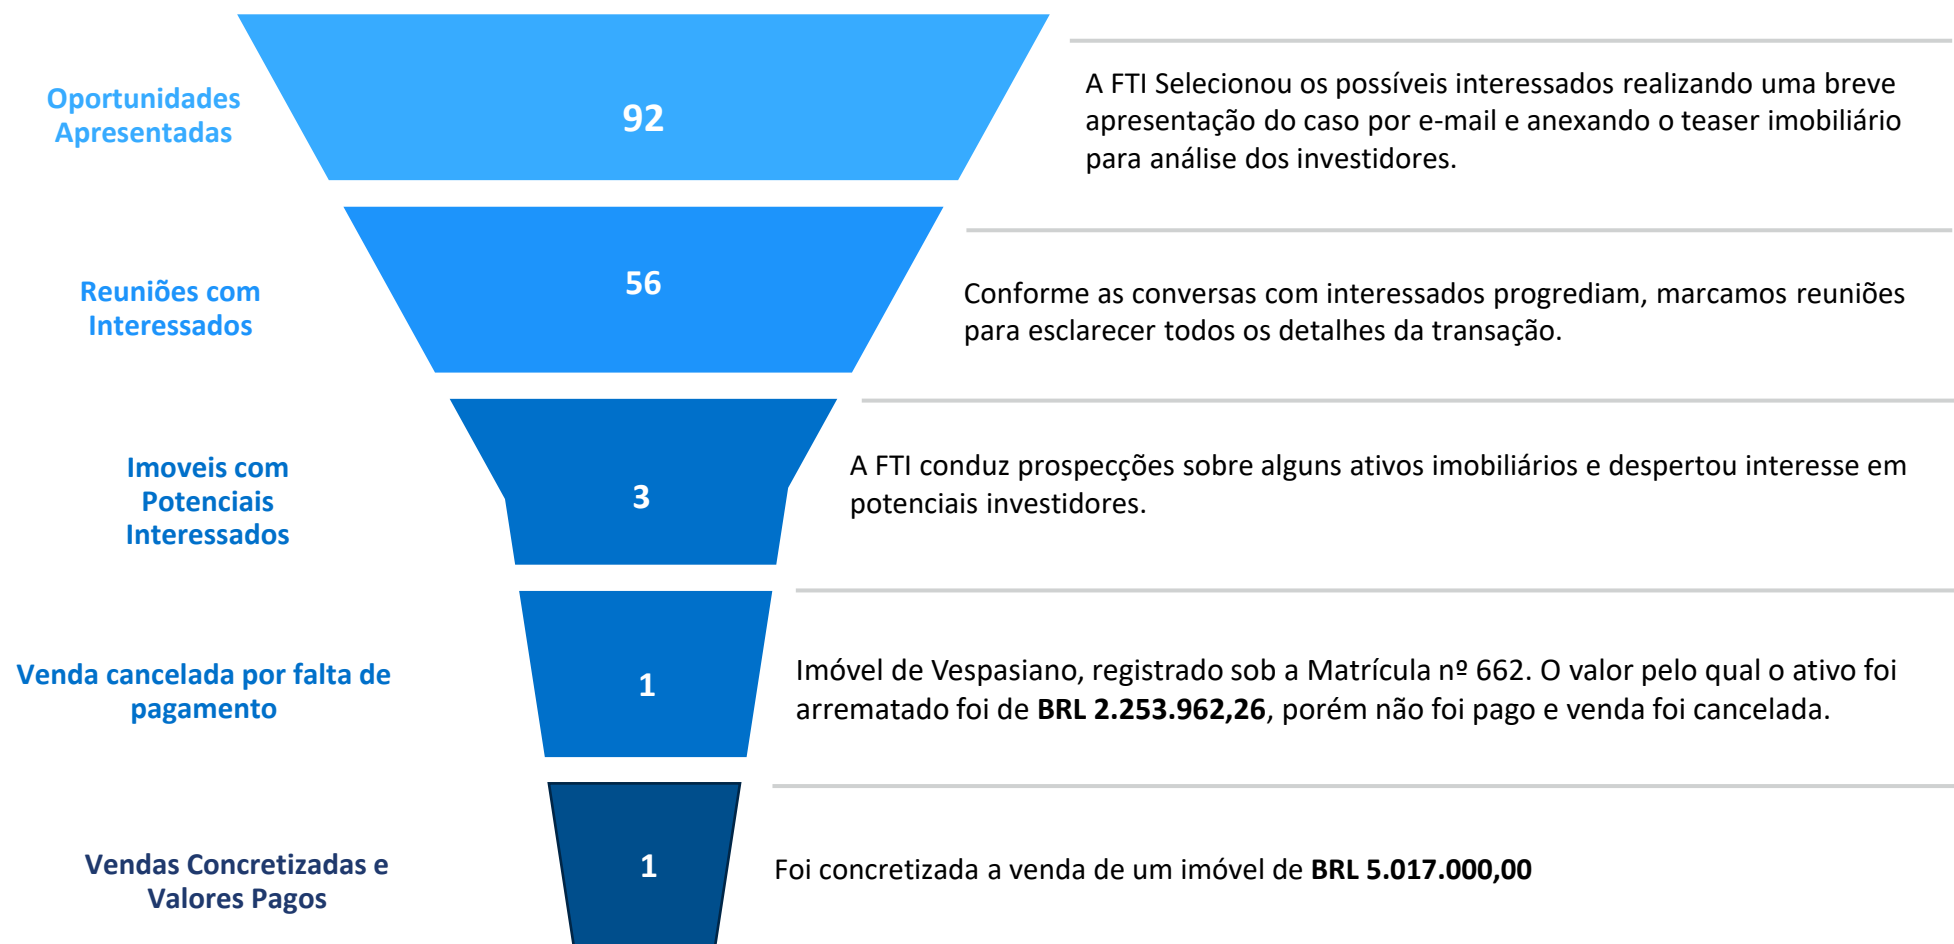 Oportunidades
Apresentadas
92
A FTI Selecionou os possíveis interessados realizando uma breve
apresentação do caso por e-mail e anexando o teaser imobiliário
para análise dos investidores.
Reuniões com
Interessados
56
Conforme as conversas com interessados progrediam, marcamos reuniões
para esclarecer todos os detalhes da transação.
Imoveis com
Potenciais
Interessados
3
A FTI conduz prospecções sobre alguns ativos imobiliários e despertou interesse em
potenciais investidores.
Venda cancelada por falta de
pagamento
1
Imóvel de Vespasiano, registrado sob a Matrícula nº 662. O valor pelo qual o ativo foi
arrematado foi de BRL 2.253.962,26, porém não foi pago e venda foi cancelada.
Vendas Concretizadas e
Valores Pagos
1
Foi concretizada a venda de um imóvel de BRL 5.017.000,00